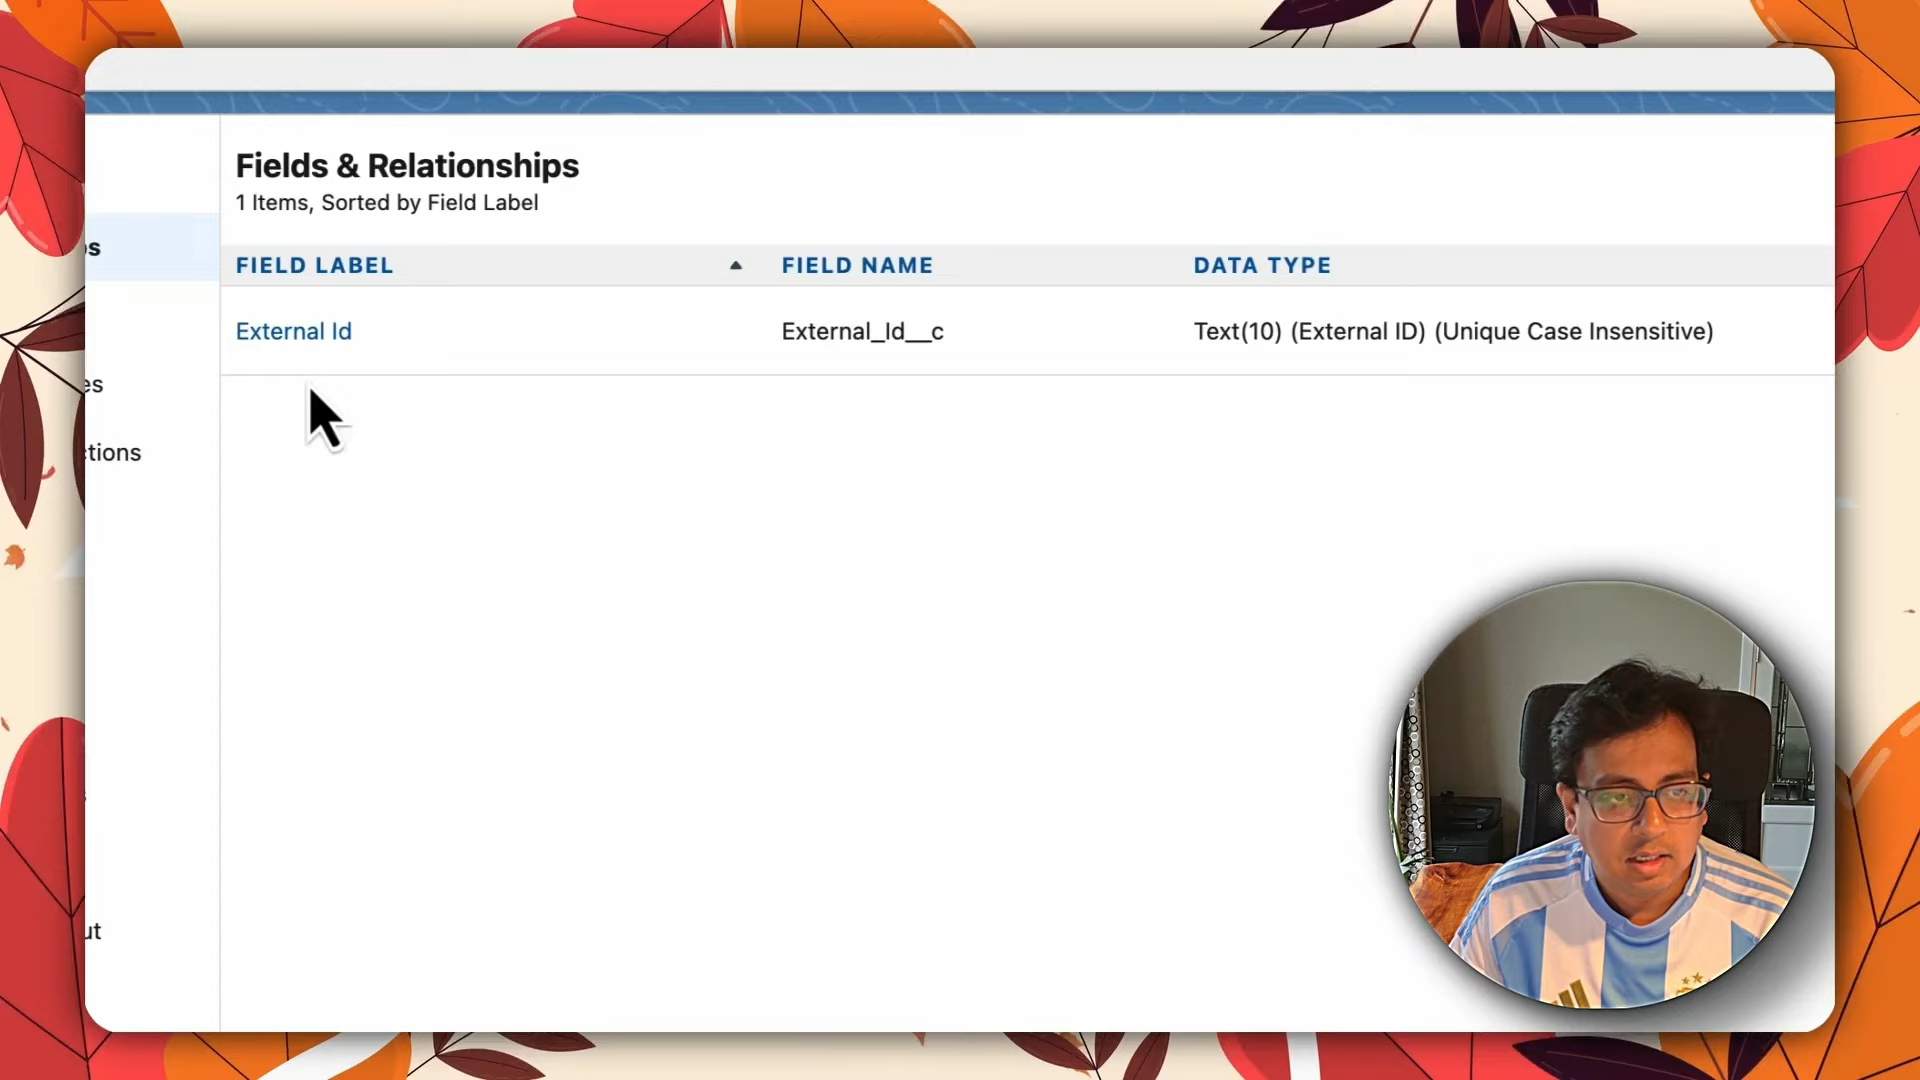 Fields & Relationships
1 Items, Sorted by Field Label
FIELD LABEL FIELD NAME DATA TYPE
External Id External_Id__c Text(10) (External ID) (Unique Case Insensitive)